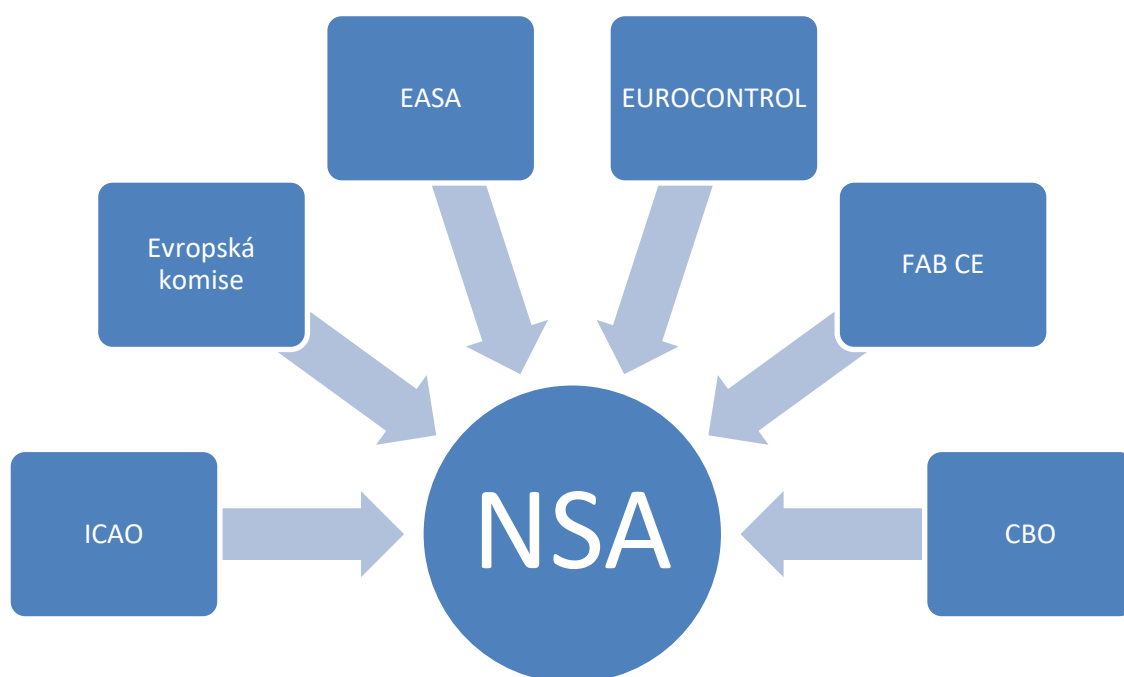 EASA
EUROCONTROL
Evropská
komise
FAB CE
ICAO
NSA
CBO